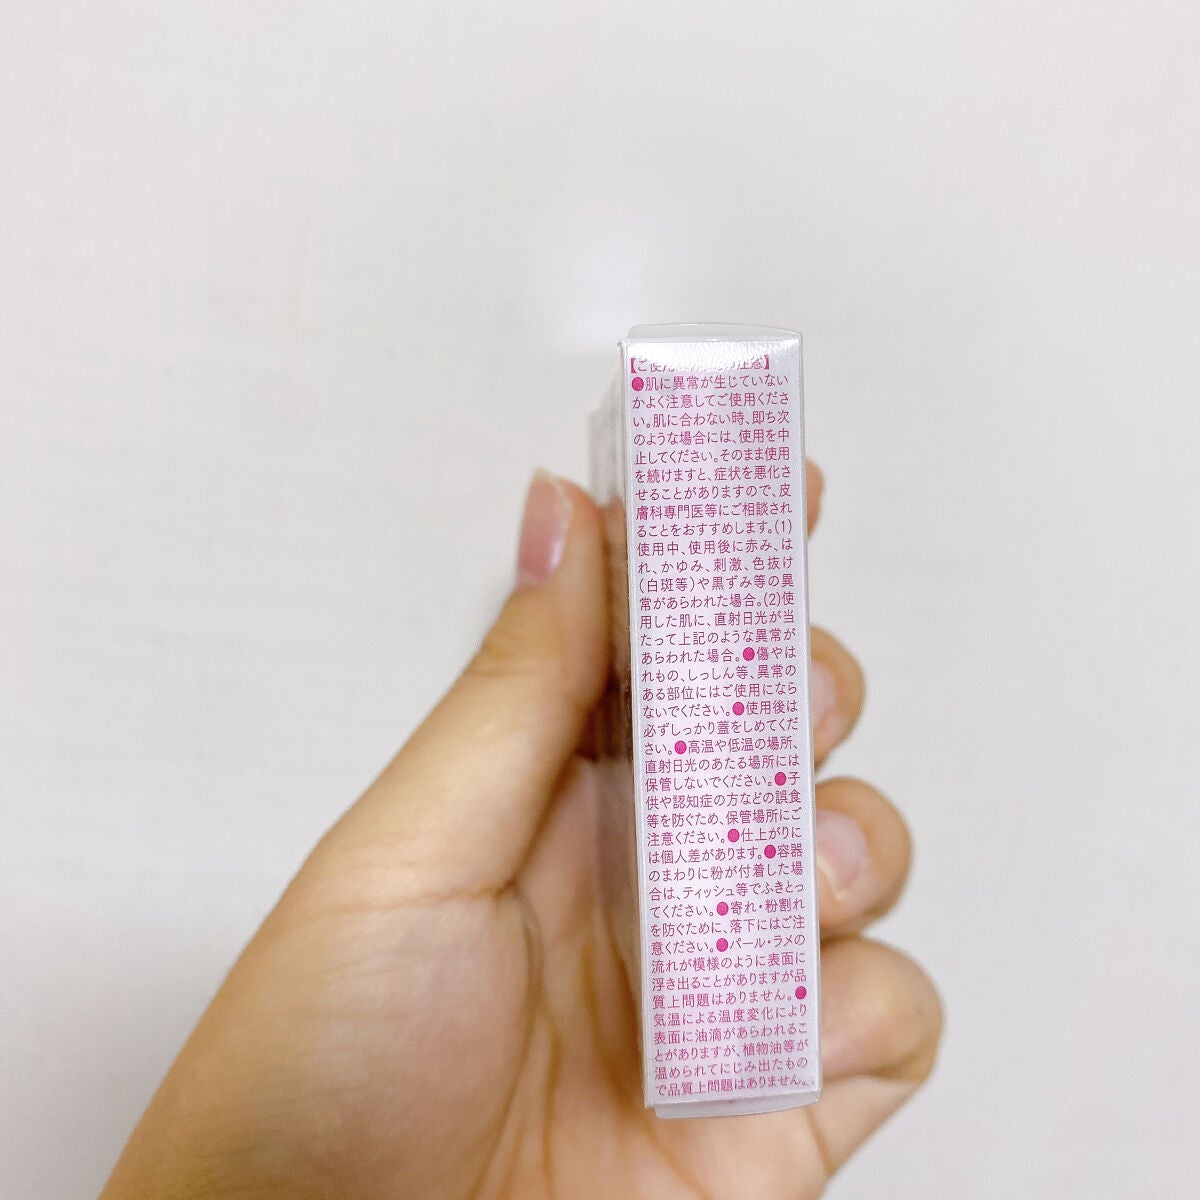 【ご使用 注意】
●肌に異常が生じていない
かよく注意してご使用くださ
い。肌に合わない時、即ち次
のような場合には、使用を中
止してください。そのまま使用
を続けますと、症状を悪化さ
せることがありますので、皮
膚科専門医等にご相談され
ることをおすすめします。(1)
使用中、使用後に赤み、は
れ、かゆみ、刺激、色抜け
(白斑等)や黒ずみ等の異
常があらわれた場合。(2)使
用した肌に、直射日光が当
たって上記のような異常が
あらわれた場合。●傷やは
れもの、しっしん等、異常の
ある部位にはご使用になら
ないでください。●使用後は
必ずしっかり蓋をしめてくだ
さい。●高温や低温の場所、
直射日光のあたる場所には
保管しないでください。●子
供や認知症の方などの誤食
等を防ぐため、保管場所にご
注意ください。●仕上がりに
は個人差があります。●容器
のまわりに粉が付着した場
合は、ティッシュ等でふきとっ
てください。●寄れ・粉割れ
を防ぐために、落下にはご注
意ください。●パール・ラメの
流れが模様のように表面に
浮き出ることがありますが品
質上問題はありません。●
気温による温度変化により
表面に油滴があらわれるこ
とがありますが、植物油等が
温められてにじみ出たもの
で品質上問題はありません。